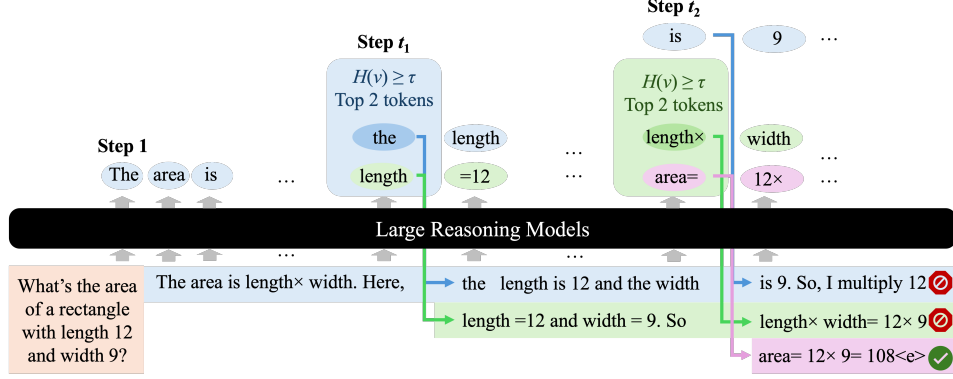 Step t₂
is 9 ...
Step t₁
H(v) ≥ τ
Top 2 tokens
the length ...
length =12 ...
H(v) ≥ τ
Top 2 tokens
length× width ...
area= 12× ...
Step 1
The area is ...
Large Reasoning Models
... ...
What's the area
of a rectangle
with length 12
and width 9?
The area is length× width. Here,
the length is 12 and the width
is 9. So, I multiply 12
length =12 and width = 9. So
length× width= 12× 9
area= 12× 9= 108<e>